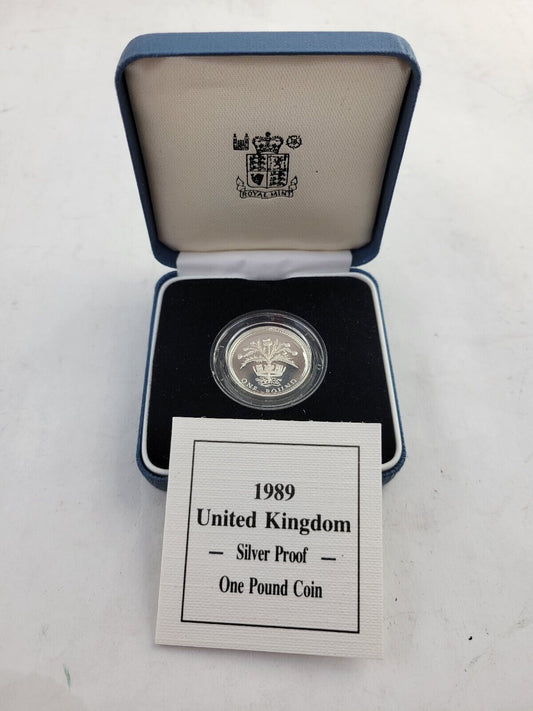 ROYAL MINT
ONE POUND
1989
United Kingdom
— Silver Proof —
One Pound Coin